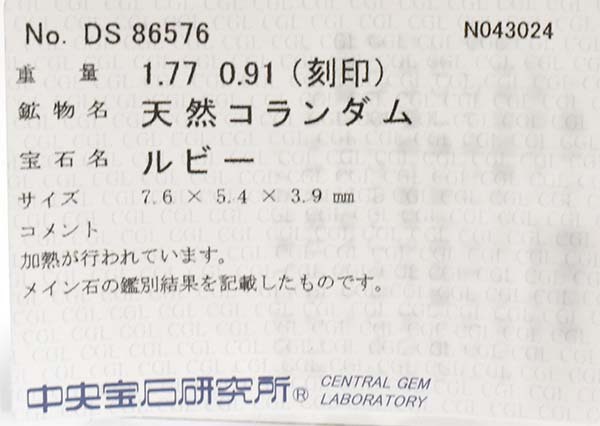 No. DS 86576 N043024
重量 1.77 0.91 (刻印)
鉱物名 天然コランダム
宝石名 ルビー
サイズ 7.6 × 5.4 × 3.9 mm
コメント
加熱が行われています。
メイン石の鑑別結果を記載したものです。
中央宝石研究所® CENTRAL GEM
LABORATORY